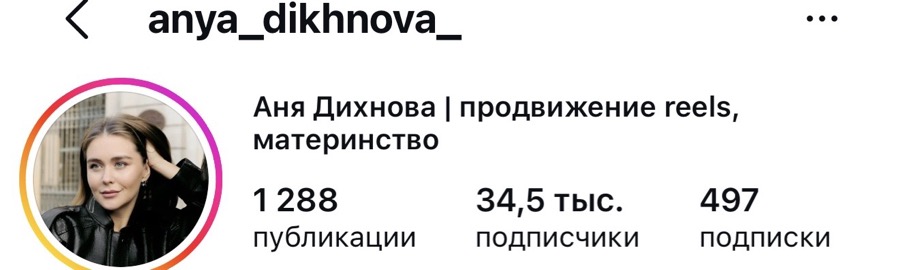 anya_dikhnova_
Аня Дихнова | продвижение reels,
материнство
1 288 34,5 тыс. 497
публикации подписчики подписки